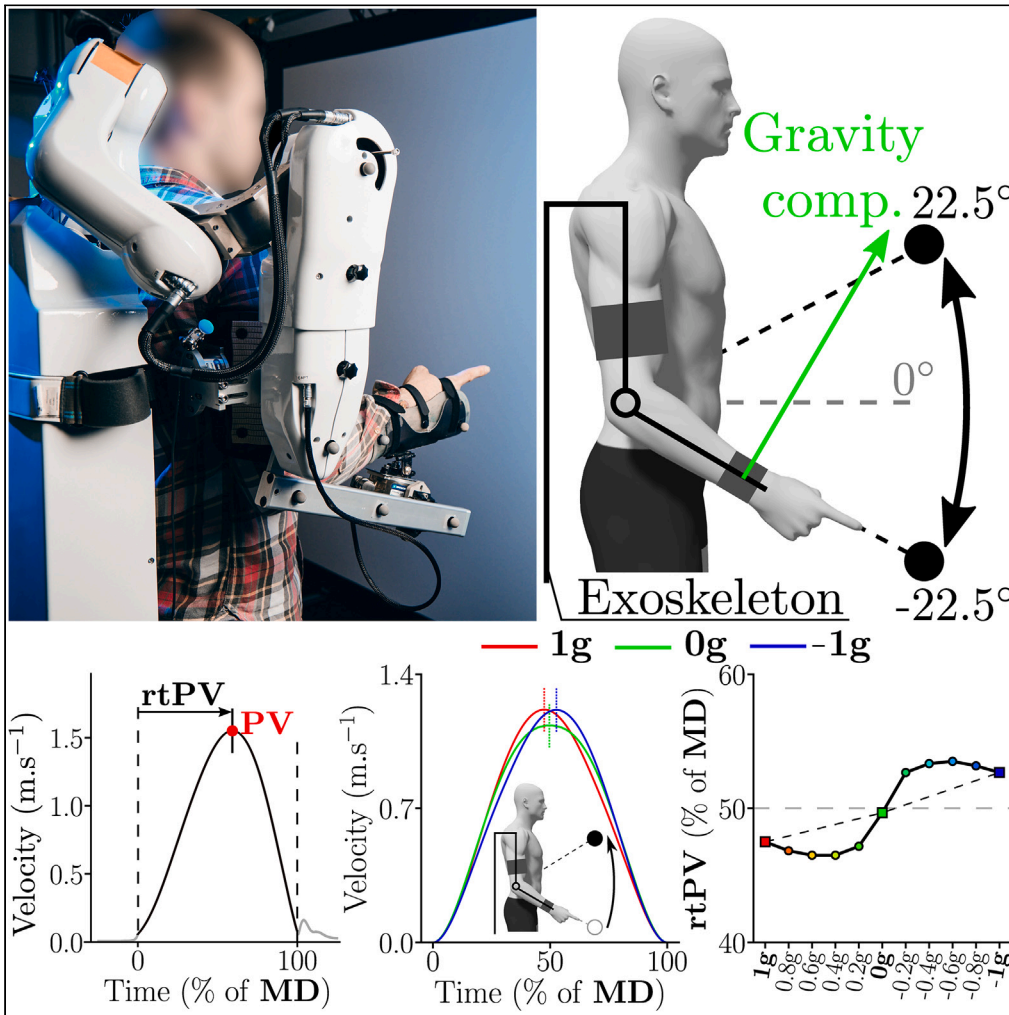 Gravity
comp.
22.5°
0°
-22.5°
Exoskeleton
1g
0g
-1g
rtPV
PV
Velocity (m.s⁻¹)
1.5
1.0
0.5
0.0
0
100
Time (% of MD)
Velocity (m.s⁻¹)
1.4
0.7
0.0
0
50
100
Time (% of MD)
rtPV (% of MD)
60
50
40
1g
0.8g
0.6g
0.4g
0.2g
0g
-0.2g
-0.4g
-0.6g
-0.8g
-1g